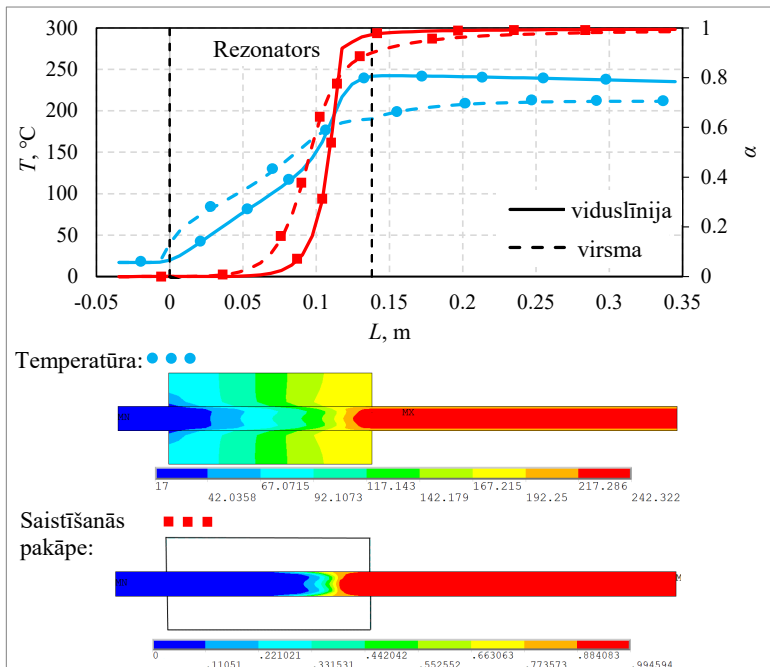 300
250
200
150
100
50
0
T, °C
Rezonators
1
0.8
0.6
0.4
0.2
0
α
viduslīnija
virsma
-0.05 0 0.05 0.1 0.15 0.2 0.25 0.3 0.35
L, m
Temperatūra:
MN MX
17 67.0715 117.143 167.215 217.286
42.0358 92.1073 142.179 192.25 242.322
Saistīšanās
pakāpe:
MN M
0 .221021 .442042 .663063 .884083
.11051 .331531 .552552 .773573 .994594